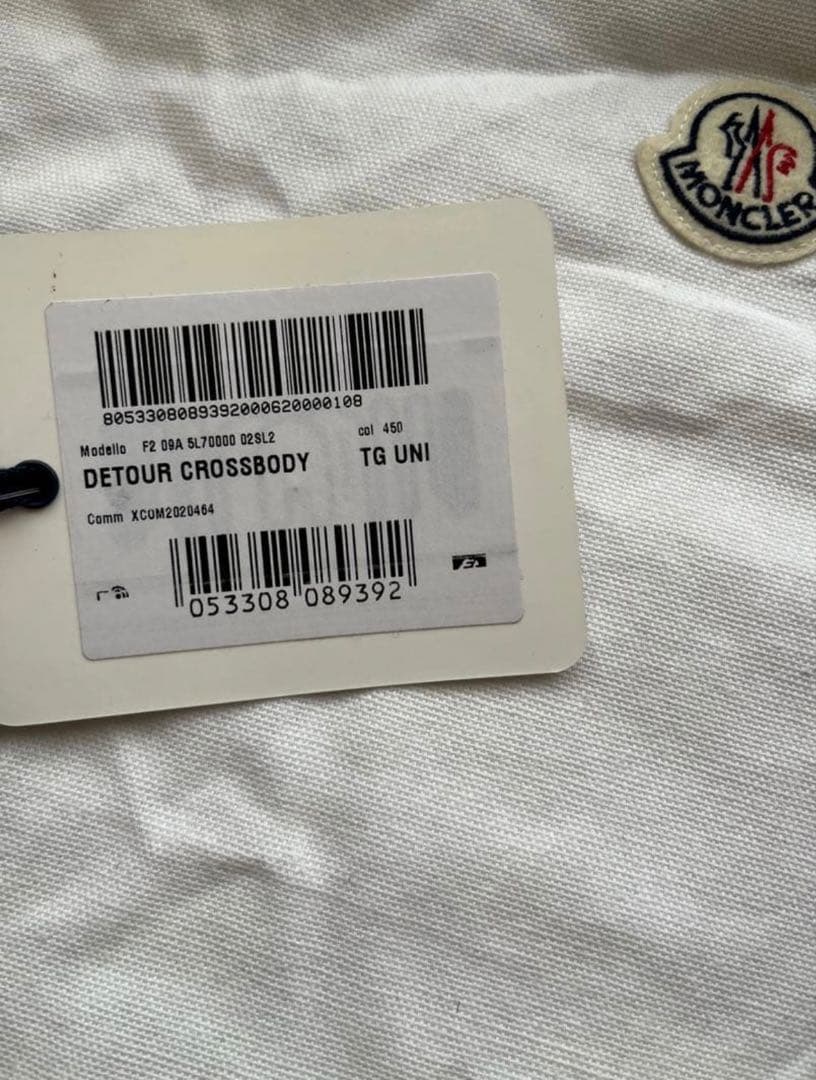 MONCLER
8053308089392000620000108
Modello F2 09A 5L70000 02SL2 col 450
DETOUR CROSSBODY TG UNI
Comm XCOM2020464
053308 089392